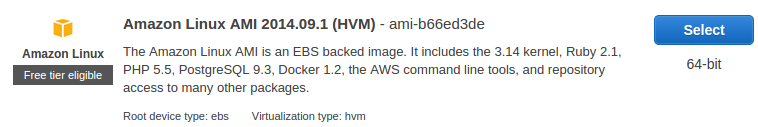 Amazon Linux
Free tier eligible
Amazon Linux AMI 2014.09.1 (HVM) - ami-b66ed3de
The Amazon Linux AMI is an EBS backed image. It includes the 3.14 kernel, Ruby 2.1,
PHP 5.5, PostgreSQL 9.3, Docker 1.2, the AWS command line tools, and repository
access to many other packages.
Root device type: ebs Virtualization type: hvm
Select
64-bit